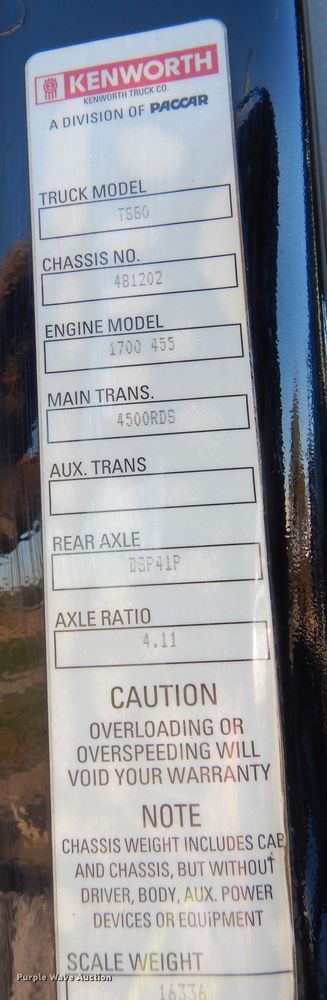 KENWORTH
KENWORTH TRUCK CO.
A DIVISION OF PACCAR
TRUCK MODEL
T880
CHASSIS NO.
481202
ENGINE MODEL
1700 455
MAIN TRANS.
4500RDS
AUX. TRANS
REAR AXLE
DSP41P
AXLE RATIO
4.11
CAUTION
OVERLOADING OR
OVERSPEEDING WILL
VOID YOUR WARRANTY
NOTE
CHASSIS WEIGHT INCLUDES CAB
AND CHASSIS, BUT WITHOUT
DRIVER, BODY, AUX. POWER
DEVICES OR EQUIPMENT
SCALE WEIGHT
16336
Purple Wave Auction